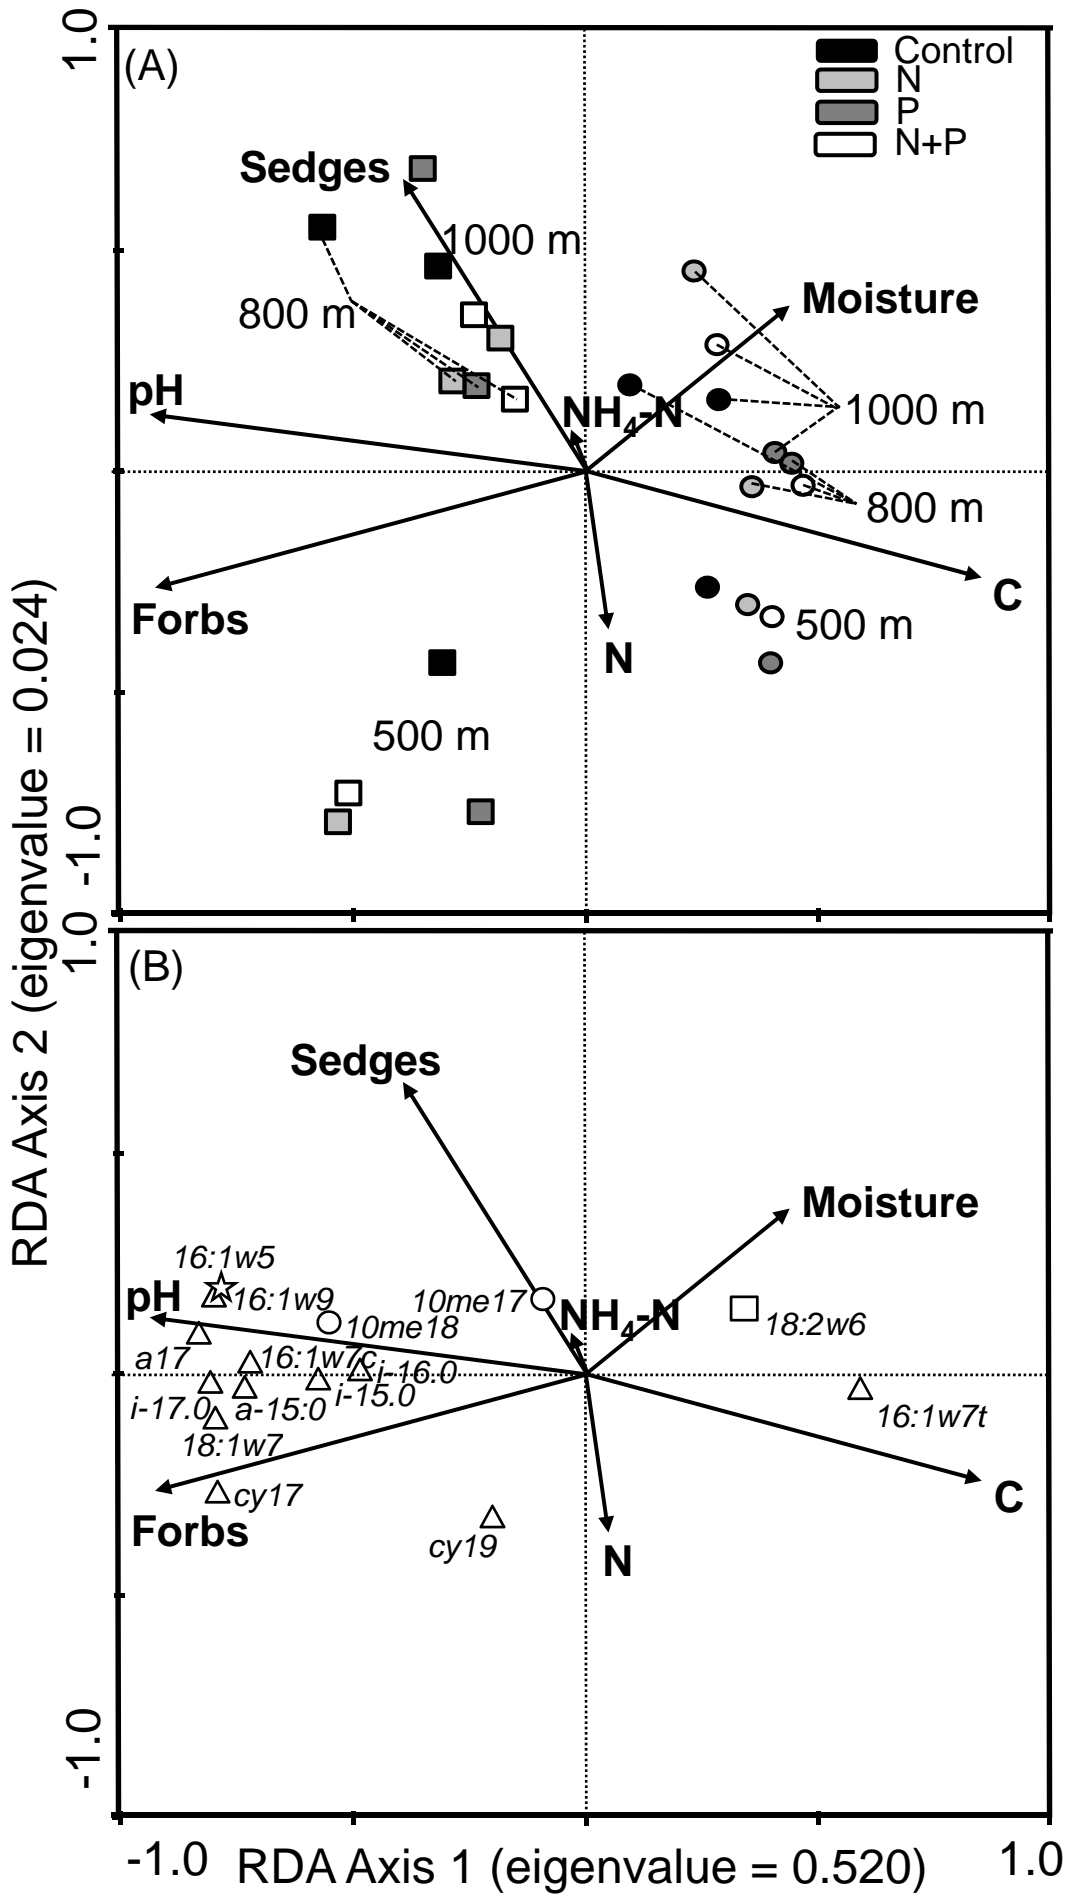 1.0
(A)
Control
N
P
N+P
Sedges
1000 m
800 m
Moisture
pH
NH4-N
1000 m
800 m
C
Forbs
500 m
N
500 m
-1.0
RDA Axis 2 (eigenvalue = 0.024)
1.0
(B)
Sedges
Moisture
16:1w5
pH
16:1w9
10me17
NH4-N
10me18
18:2w6
a17
16:1w7c
i-16.0
i-15.0
i-17.0
a-15:0
16:1w7t
18:1w7
cy17
C
Forbs
cy19
N
-1.0
-1.0
RDA Axis 1 (eigenvalue = 0.520)
1.0